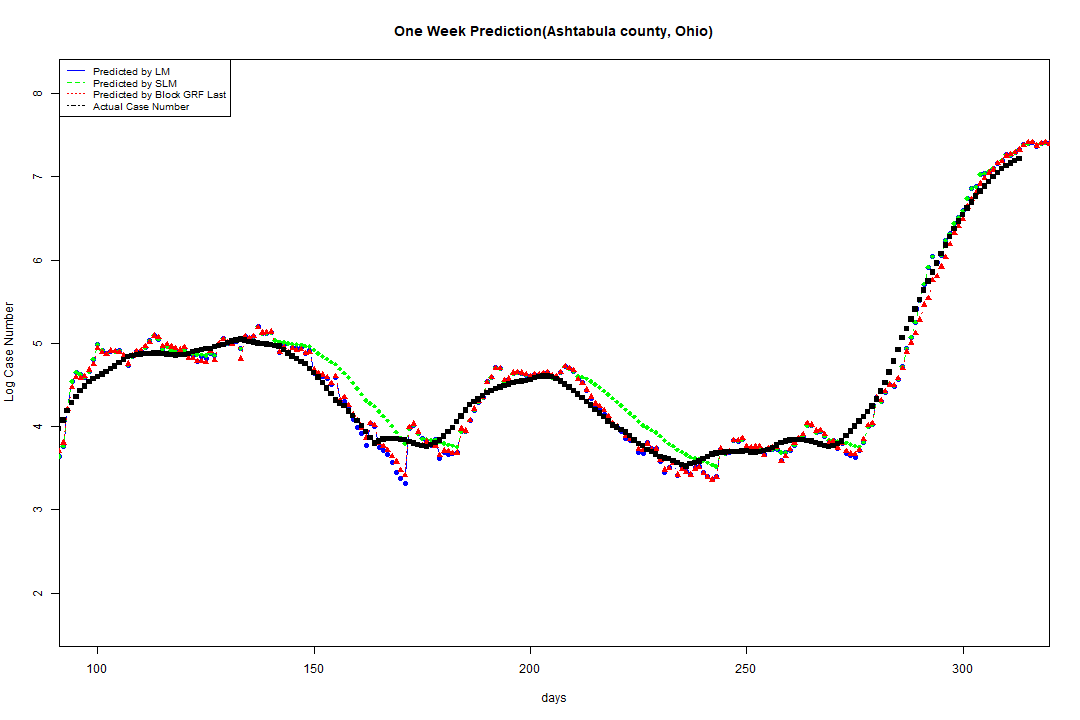 One Week Prediction(Ashtabula county, Ohio)
Predicted by LM
Predicted by SLM
Predicted by Block GRF Last
Actual Case Number
8
7
6
5
4
3
2
Log Case Number
100 150 200 250 300
days